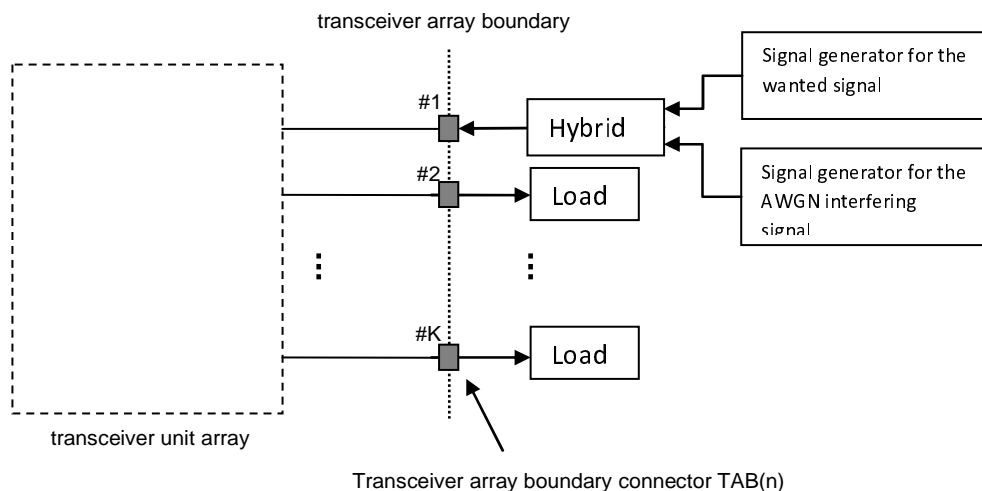 transceiver array boundary
Signal generator for the
wanted signal
#1
Hybrid
#2
Load
Signal generator for the
AWGN interfering
signal
#K
Load
transceiver unit array
Transceiver array boundary connector TAB(n)